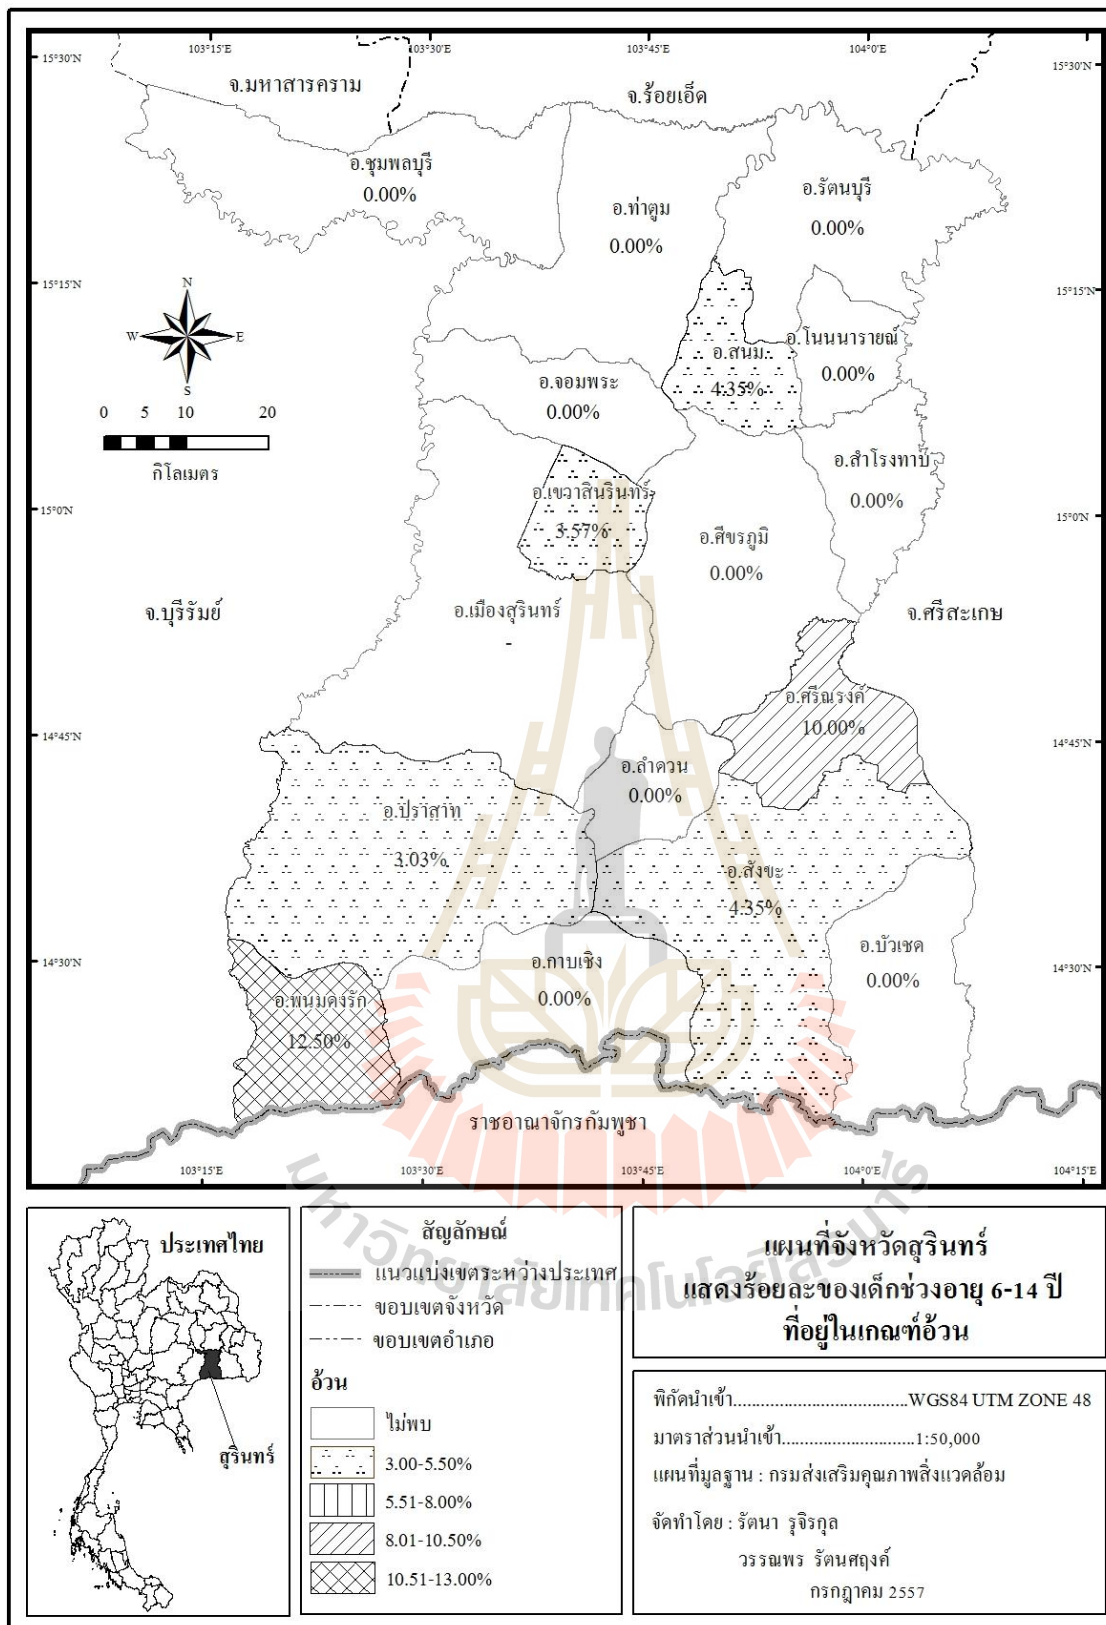 103°15'E 103°30'E 103°45'E 104°0'E
15°30'N 15°30'N
จ.มหาสารคราม
จ.ร้อยเอ็ด
อ.ชุมพลบุรี
0.00%
อ.รัตนบุรี
0.00%
อ.ท่าตูม
0.00%
15°15'N 15°15'N
N
W E
S
อ.สนม
4.35%
อ.โนนนารายณ์
0.00%
อ.จอมพระ
0.00%
0 5 10 20
กิโลเมตร
อ.สำโรงทาบ
0.00%
อ.เขวาสินรินทร์
3.57%
15°0'N 15°0'N
อ.ศีขรภูมิ
0.00%
จ.บุรีรัมย์
อ.เมืองสุรินทร์
-
จ.ศรีสะเกษ
อ.ศรีณรงค์
10.00%
14°45'N 14°45'N
อ.ลำดวน
0.00%
อ.ปราสาท
3.03%
อ.สังขะ
4.35%
อ.บัวเชด
0.00%
14°30'N 14°30'N
อ.กาบเชิง
0.00%
อ.พนมดงรัก
12.50%
ราชอาณาจักรกัมพูชา
103°15'E 103°30'E 103°45'E 104°0'E 104°15'E
มหาวิทยาลัยเทคโนโลยีสุรนารี
ประเทศไทย
สุรินทร์
สัญลักษณ์
แนวแบ่งเขตระหว่างประเทศ
ขอบเขตจังหวัด
ขอบเขตอำเภอ
อ้วน
ไม่พบ
3.00-5.50%
5.51-8.00%
8.01-10.50%
10.51-13.00%
แผนที่จังหวัดสุรินทร์
แสดงร้อยละของเด็กช่วงอายุ 6-14 ปี
ที่อยู่ในเกณฑ์อ้วน
พิกัดนำเข้า......................................WGS84 UTM ZONE 48
มาตราส่วนนำเข้า.............................1:50,000
แผนที่มูลฐาน : กรมส่งเสริมคุณภาพสิ่งแวดล้อม
จัดทำโดย : รัตนา รุจิรกุล
วรรณพร รัตนศฤงค์
กรกฎาคม 2557